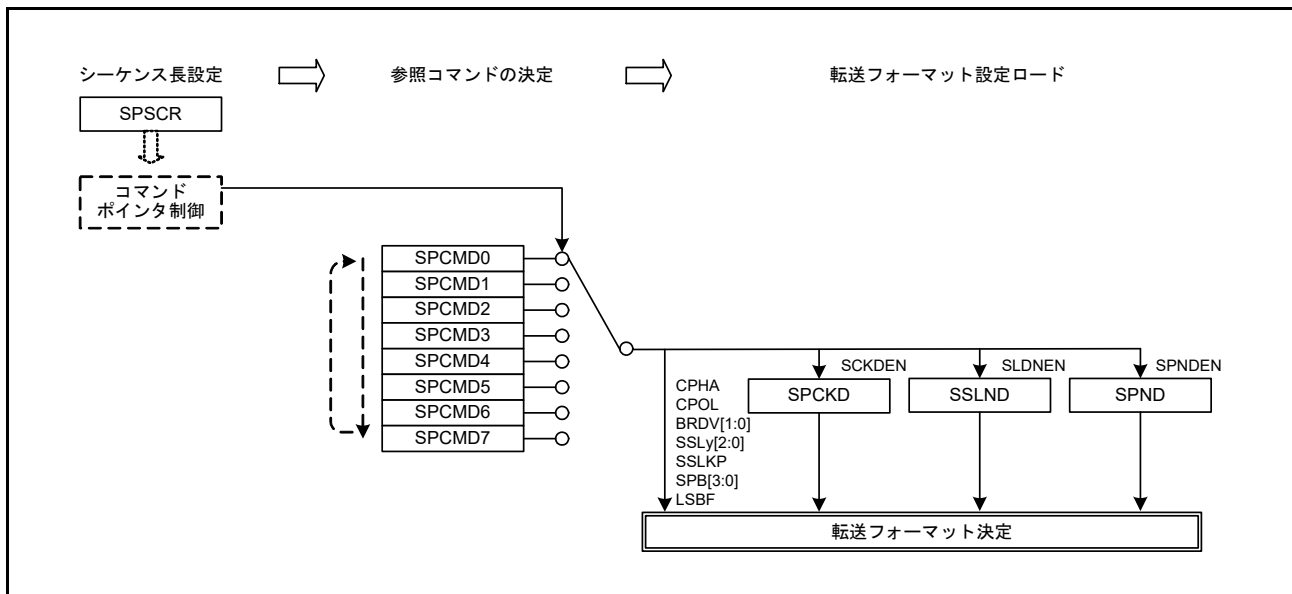 シーケンス長設定
参照コマンドの決定
転送フォーマット設定ロード
SPSCR
コマンド
ポインタ制御
SPCMD0
SPCMD1
SPCMD2
SPCMD3
SPCMD4
SPCMD5
SPCMD6
SPCMD7
CPHA
CPOL
BRDV[1:0]
SSLy[2:0]
SSLKP
SPB[3:0]
LSBF
SCKDEN
SPCKD
SLDNEN
SSLND
SPNDEN
SPND
転送フォーマット決定